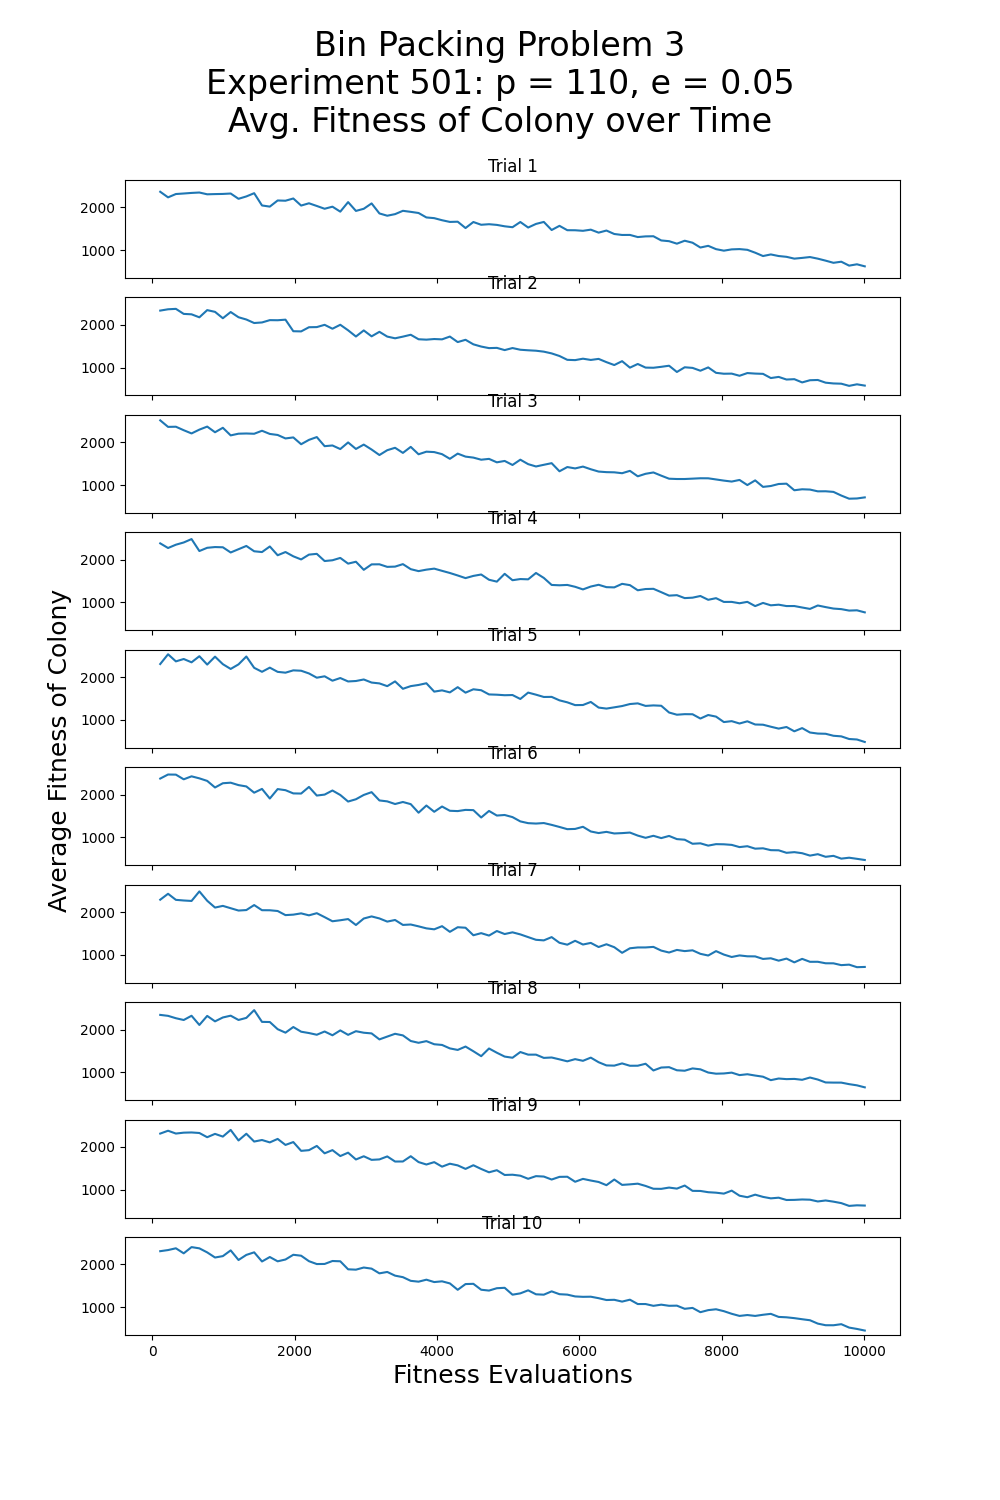 Bin Packing Problem 3
Experiment 501: p = 110, e = 0.05
Avg. Fitness of Colony over Time
Average Fitness of Colony
Trial 1
2000
1000
Trial 2
2000
1000
Trial 3
2000
1000
Trial 4
2000
1000
Trial 5
2000
1000
Trial 6
2000
1000
Trial 7
2000
1000
Trial 8
2000
1000
Trial 9
2000
1000
Trial 10
2000
1000
0 2000 4000 6000 8000 10000
Fitness Evaluations